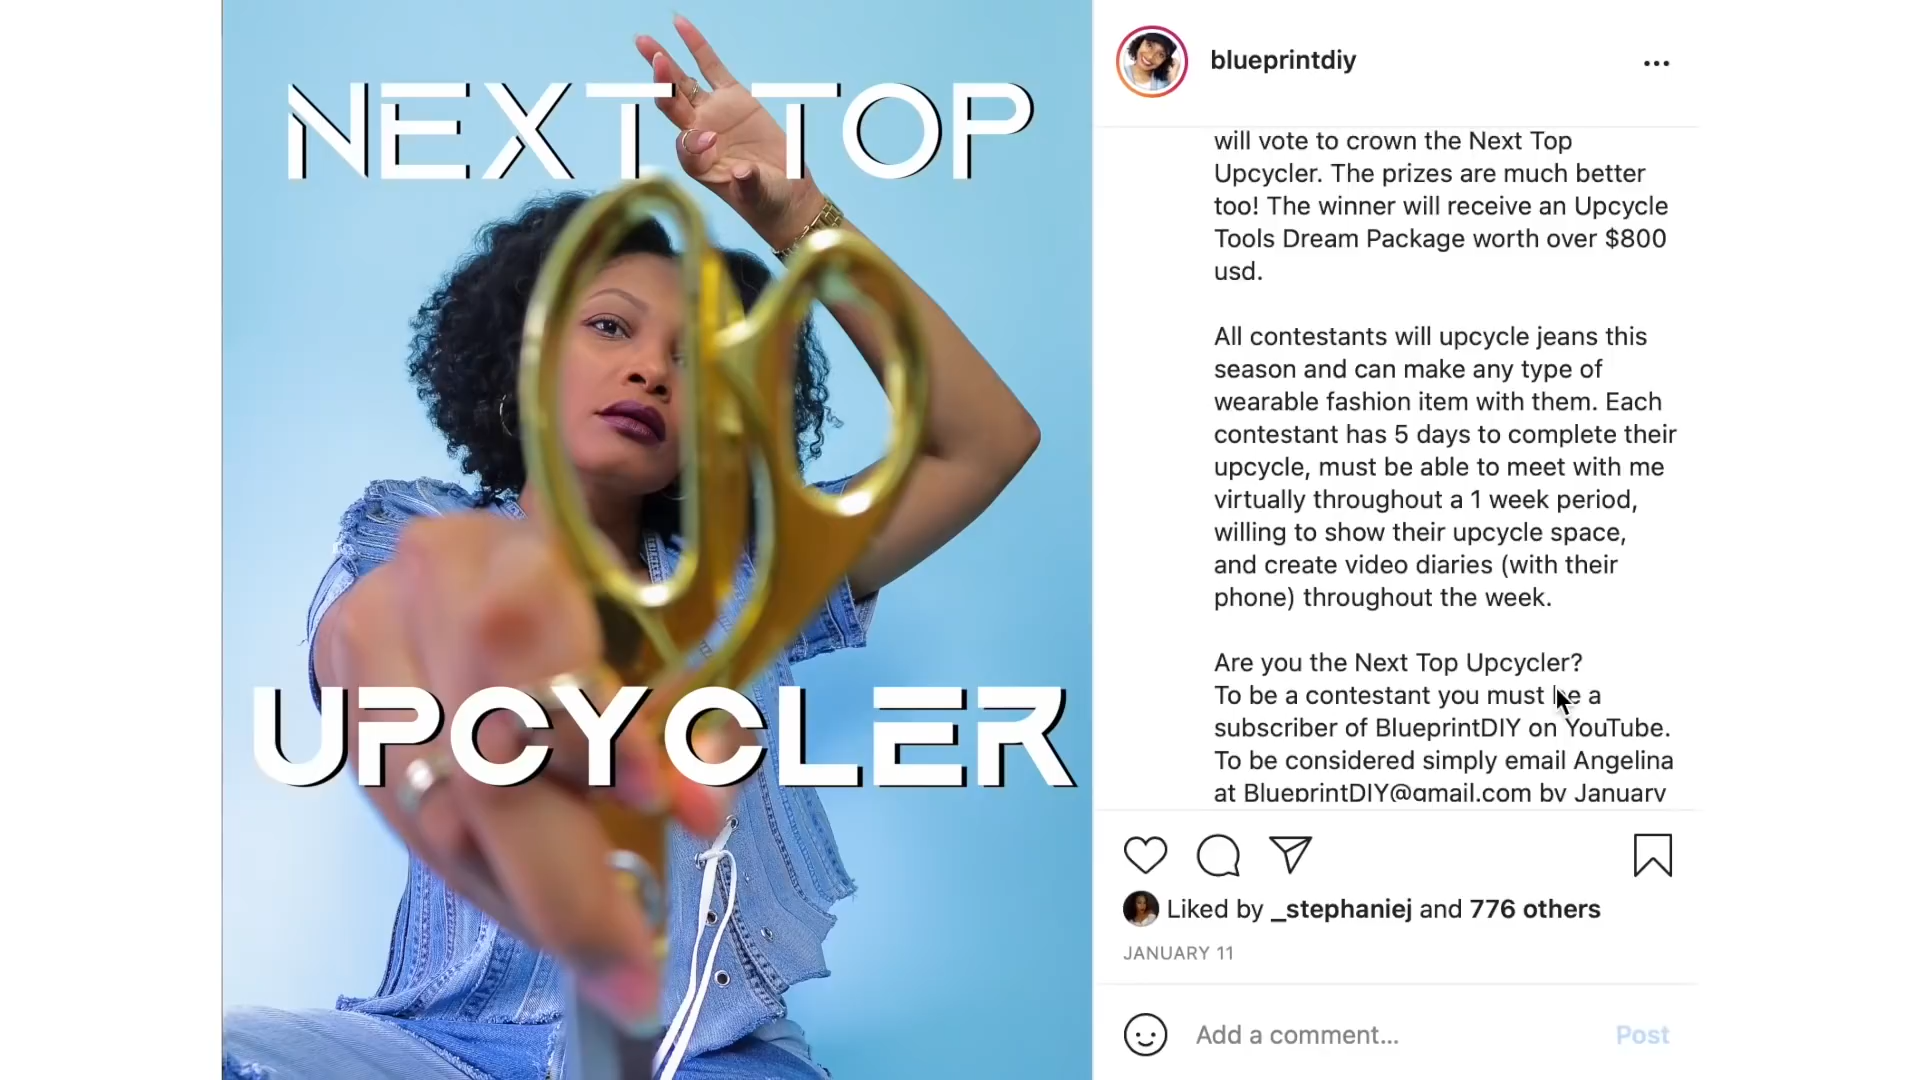 NEXT TOP
UPCYCLER
blueprintdiy
will vote to crown the Next Top
Upcycler. The prizes are much better
too! The winner will receive an Upcycle
Tools Dream Package worth over $800
usd.
All contestants will upcycle jeans this
season and can make any type of
wearable fashion item with them. Each
contestant has 5 days to complete their
upcycle, must be able to meet with me
virtually throughout a 1 week period,
willing to show their upcycle space,
and create video diaries (with their
phone) throughout the week.
Are you the Next Top Upcycler?
To be a contestant you must be a
subscriber of BlueprintDIY on YouTube.
To be considered simply email Angelina
at BlueprintDIY@gmail.com by January
Liked by _stephaniej and 776 others
JANUARY 11
Add a comment...
Post